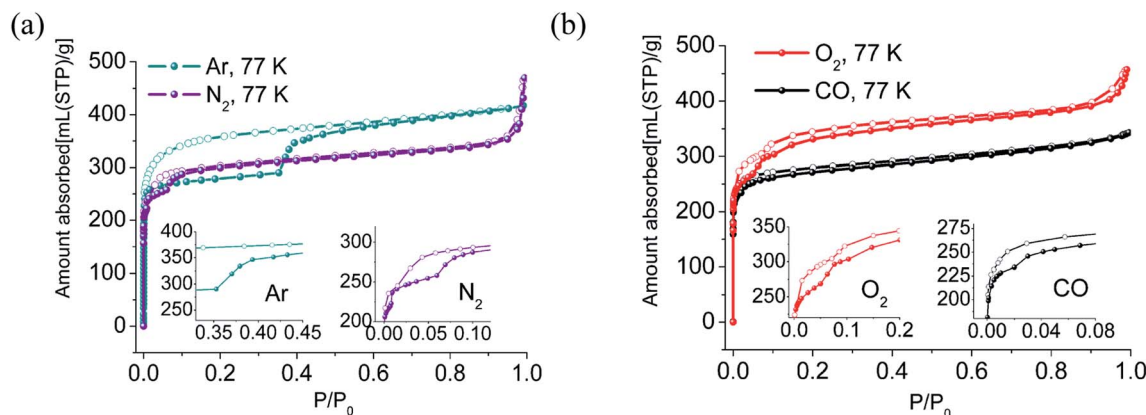 (a)
Amount absorbed[mL(STP)/g]
500
400
300
200
100
0
Ar, 77 K
N₂, 77 K
400
375
350
325
300
275
Ar
0.35 0.40 0.45
300
250
200
N₂
0.00 0.05 0.10
0.0 0.2 0.4 0.6 0.8 1.0
P/P₀
(b)
Amount absorbed[mL(STP)/g]
500
400
300
200
100
0
O₂, 77 K
CO, 77 K
350
300
250
O₂
0.0 0.1 0.2
275
250
225
200
CO
0.00 0.04 0.08
0.0 0.2 0.4 0.6 0.8 1.0
P/P₀